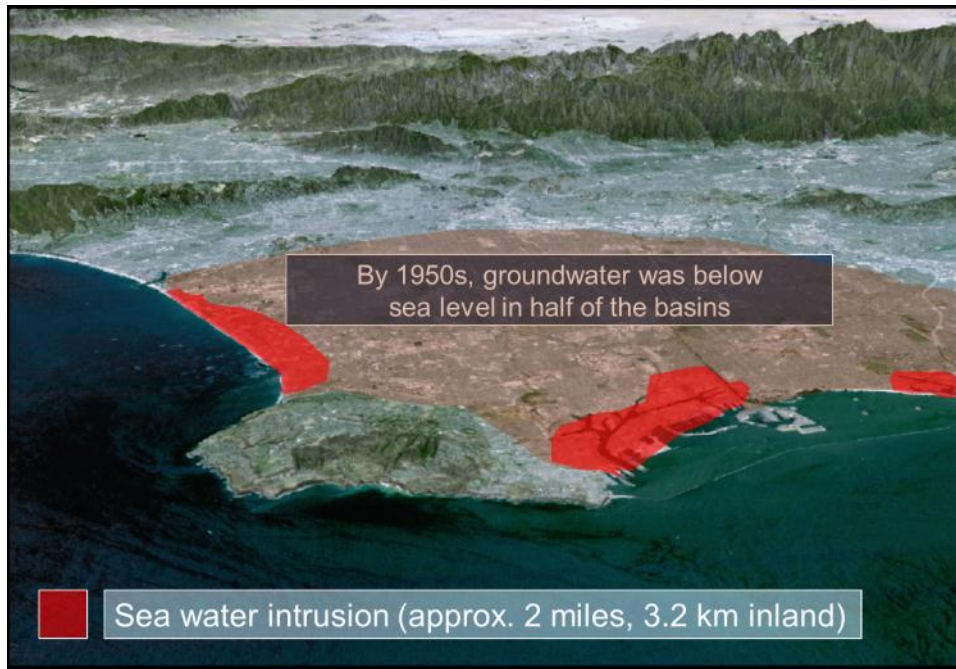 By 1950s, groundwater was below
sea level in half of the basins
Sea water intrusion (approx. 2 miles, 3.2 km inland)